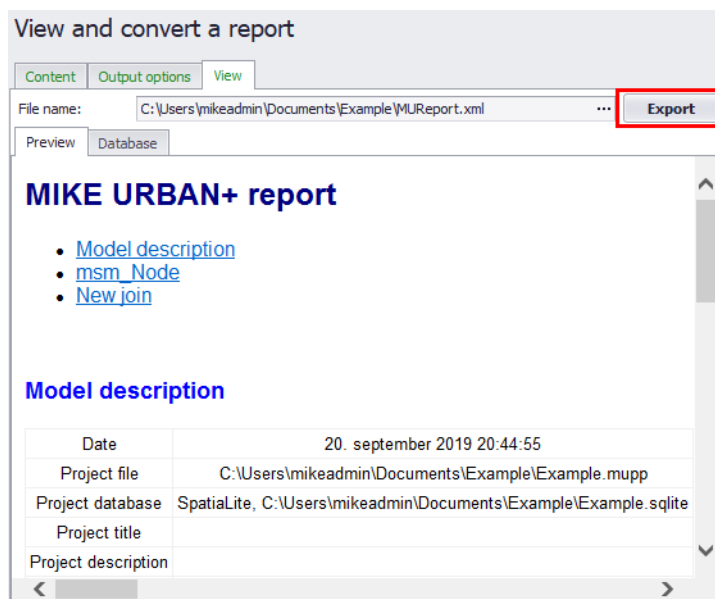 View and convert a report
Content Output options View
File name: C:\Users\mikeadmin\Documents\Example\MUReport.xml ... Export
Preview Database
MIKE URBAN+ report
• Model description
• msm_Node
• New join
Model description
Date 20. september 2019 20:44:55
Project file C:\Users\mikeadmin\Documents\Example\Example.mupp
Project database SpatiaLite, C:\Users\mikeadmin\Documents\Example\Example.sqlite
Project title
Project description